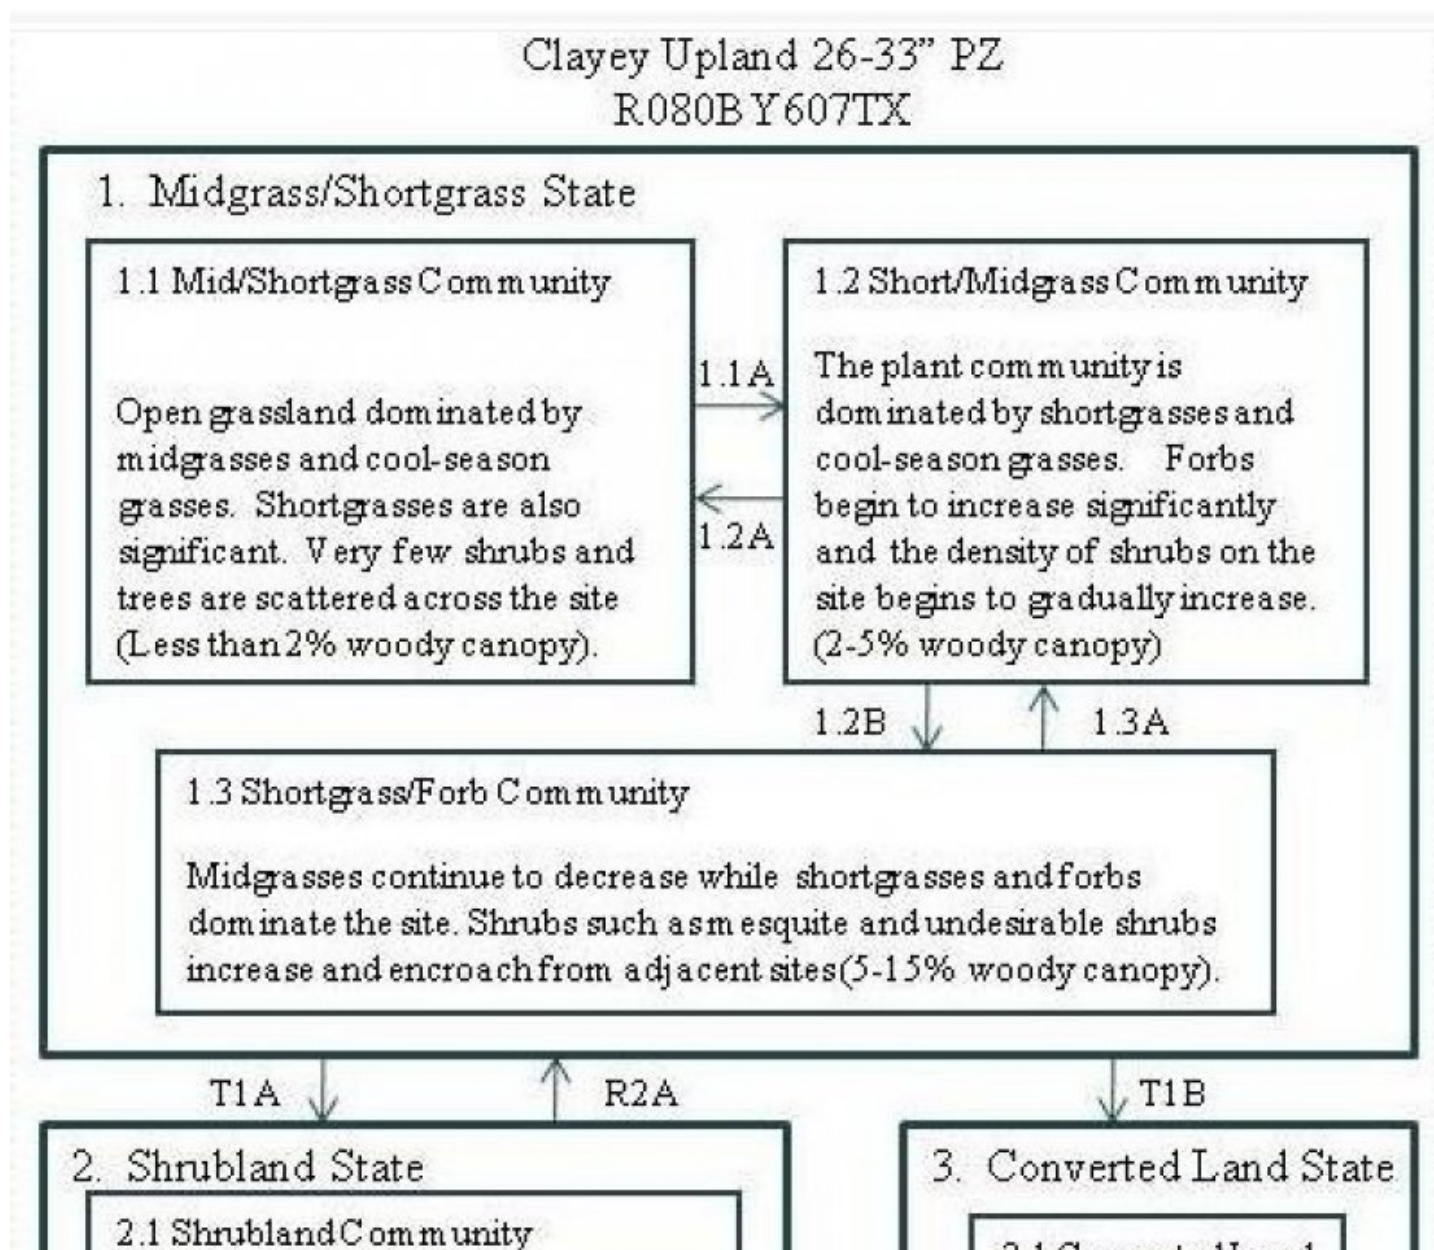 Clayey Upland 26-33” PZ
R080BY607TX
1. Midgrass/Shortgrass State
1.1 Mid/Shortgrass Community
Open grassland dominated by
midgrasses and cool-season
grasses. Shortgrasses are also
significant. Very few shrubs and
trees are scattered across the site
(Less than 2% woody canopy).
1.1A
1.2A
1.2 Short/Midgrass Community
The plant community is
dominated by shortgrasses and
cool-season grasses. Forbs
begin to increase significantly
and the density of shrubs on the
site begins to gradually increase.
(2-5% woody canopy)
1.2B
1.3A
1.3 Shortgrass/Forb Community
Midgrasses continue to decrease while shortgrasses and forbs
dominate the site. Shrubs such as mesquite and undesirable shrubs
increase and encroach from adjacent sites (5-15% woody canopy).
T1A
R2A
T1B
2. Shrubland State
2.1 Shrubland Community
3. Converted Land State